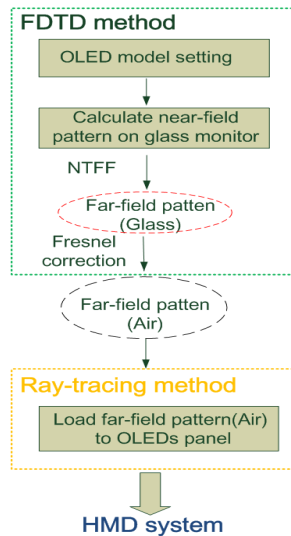 FDTD method
OLED model setting
Calculate near-field
pattern on glass monitor
NTFF
Far-field patten
(Glass)
Fresnel
correction
Far-field patten
(Air)
Ray-tracing method
Load far-field pattern(Air)
to OLEDs panel
HMD system